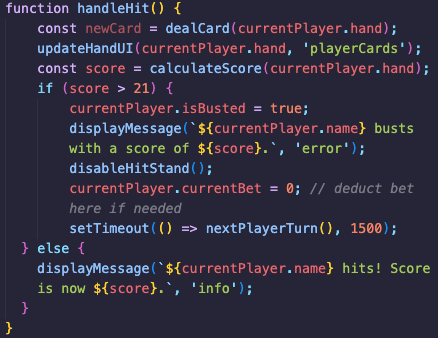 function handleHit() {
const newCard = dealCard(currentPlayer.hand);
updateHandUI(currentPlayer.hand, 'playerCards');
const score = calculateScore(currentPlayer.hand);
if (score > 21) {
currentPlayer.isBusted = true;
displayMessage(`${currentPlayer.name} busts
with a score of ${score}.`, 'error');
disableHitStand();
currentPlayer.currentBet = 0; // deduct bet
here if needed
setTimeout(() => nextPlayerTurn(), 1500);
} else {
displayMessage(`${currentPlayer.name} hits! Score
is now ${score}.`, 'info');
}
}